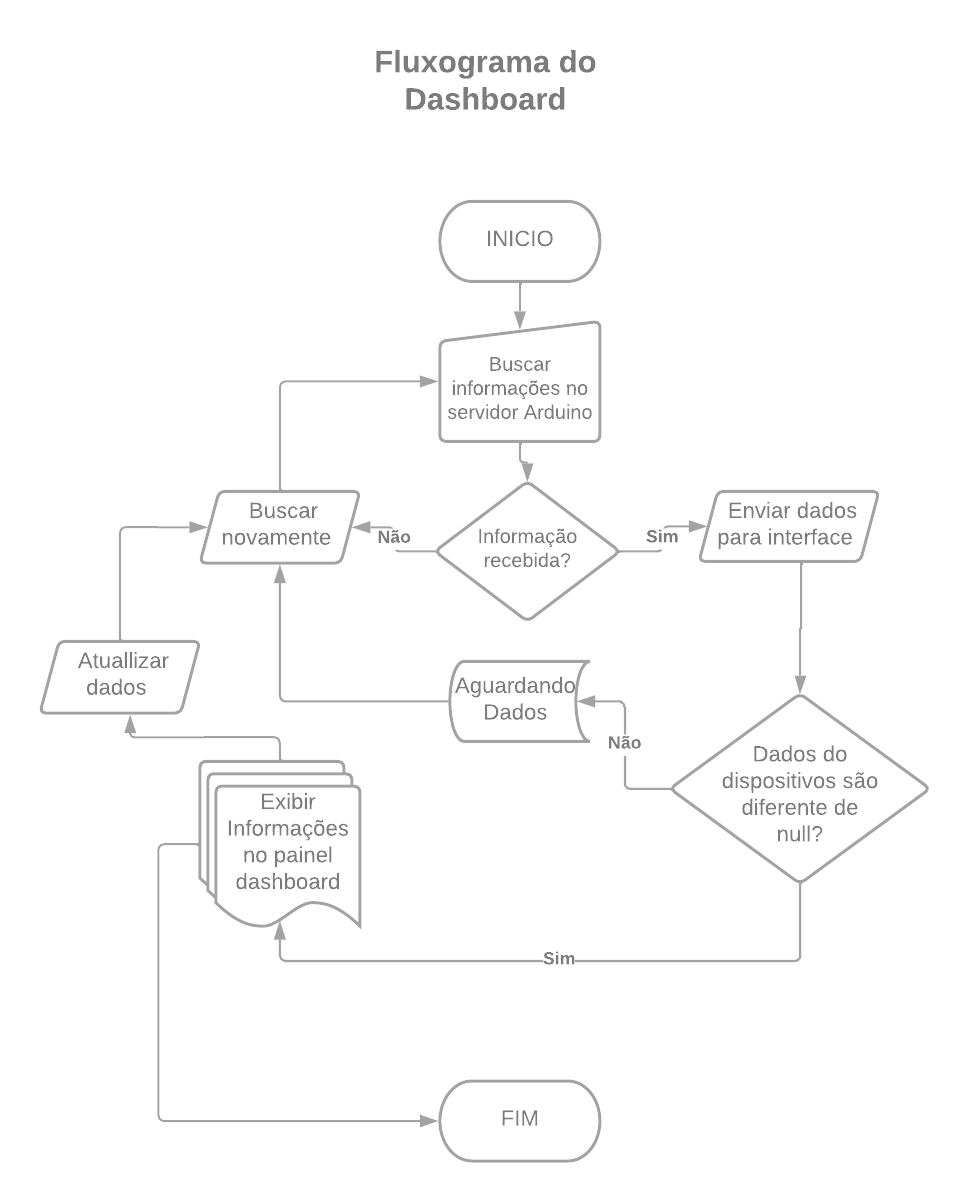 Fluxograma do
Dashboard
INICIO
Buscar
informações no
servidor Arduino
Buscar
novamente
Não
Informação
recebida?
Sim
Enviar dados
para interface
Atuallizar
dados
Aguardando
Dados
Não
Dados do
dispositivos são
diferente de
null?
Exibir
Informações
no painel
dashboard
Sim
FIM